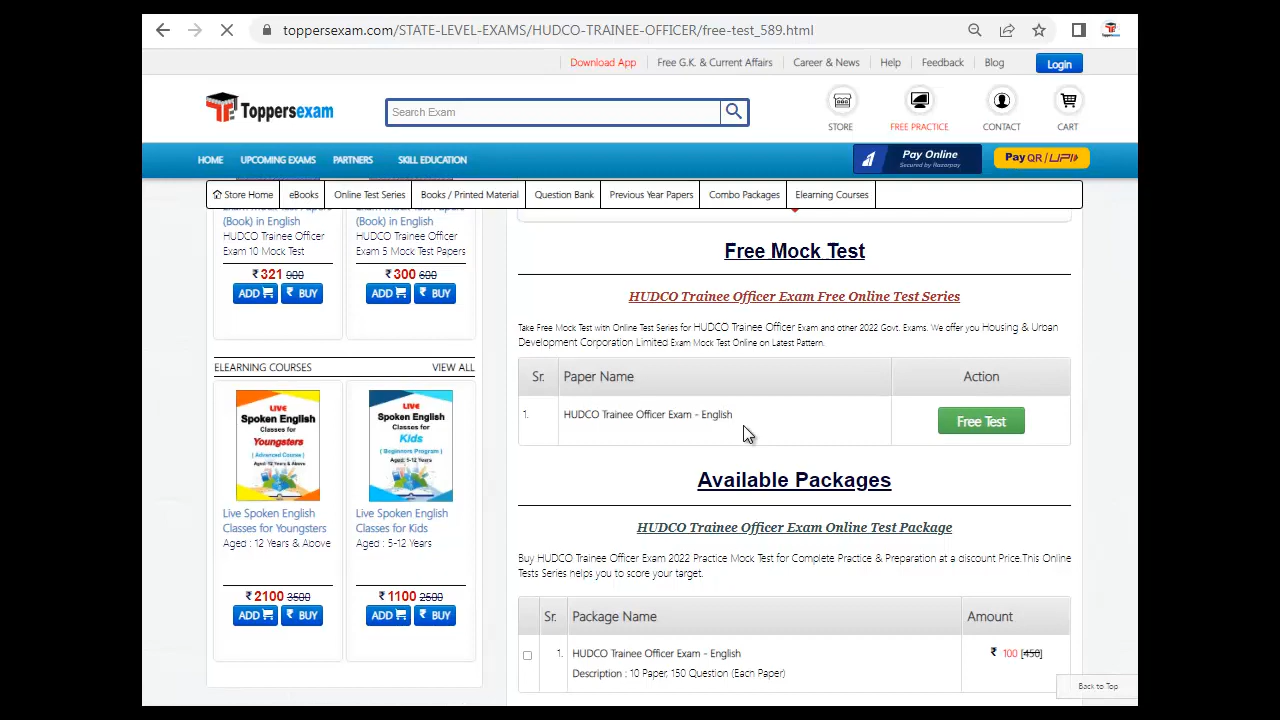 toppersexam.com/STATE-LEVEL-EXAMS/HUDCO-TRAINEE-OFFICER/free-test_589.html
Download App Free G.K. & Current Affairs Career & News Help Feedback Blog Login
Toppersexam
Search Exam
STORE FREE PRACTICE CONTACT CART
HOME UPCOMING EXAMS PARTNERS SKILL EDUCATION
Pay Online
Secured by Razorpay
Pay QR / UPI
Store Home eBooks Online Test Series Books / Printed Material Question Bank Previous Year Papers Combo Packages Elearning Courses
(Book) in English
HUDCO Trainee Officer
Exam 10 Mock Test
₹ 321 900
ADD ₹ BUY
(Book) in English
HUDCO Trainee Officer
Exam 5 Mock Test Papers
₹ 300 600
ADD ₹ BUY
ELEARNING COURSES VIEW ALL
LIVE
Spoken English
Classes for
Youngsters
( Advanced Course )
Aged :12 Years & Above
Live Spoken English
Classes for Youngsters
Aged : 12 Years & Above
₹ 2100 3500
ADD ₹ BUY
LIVE
Spoken English
Classes for
Kids
( Beginners Program )
Aged : 5-12 Years
Live Spoken English
Classes for Kids
Aged : 5-12 Years
₹ 1100 2500
ADD ₹ BUY
Free Mock Test
HUDCO Trainee Officer Exam Free Online Test Series
Take Free Mock Test with Online Test Series for HUDCO Trainee Officer Exam and other 2022 Govt. Exams. We offer you Housing & Urban
Development Corporation Limited Exam Mock Test Online on Latest Pattern.
Sr. Paper Name Action
1. HUDCO Trainee Officer Exam - English Free Test
Available Packages
HUDCO Trainee Officer Exam Online Test Package
Buy HUDCO Trainee Officer Exam 2022 Practice Mock Test for Complete Practice & Preparation at a discount Price.This Online
Tests Series helps you to score your target.
Sr. Package Name Amount
1. HUDCO Trainee Officer Exam - English ₹ 100 [450]
Description : 10 Paper, 150 Question (Each Paper)
Back to Top